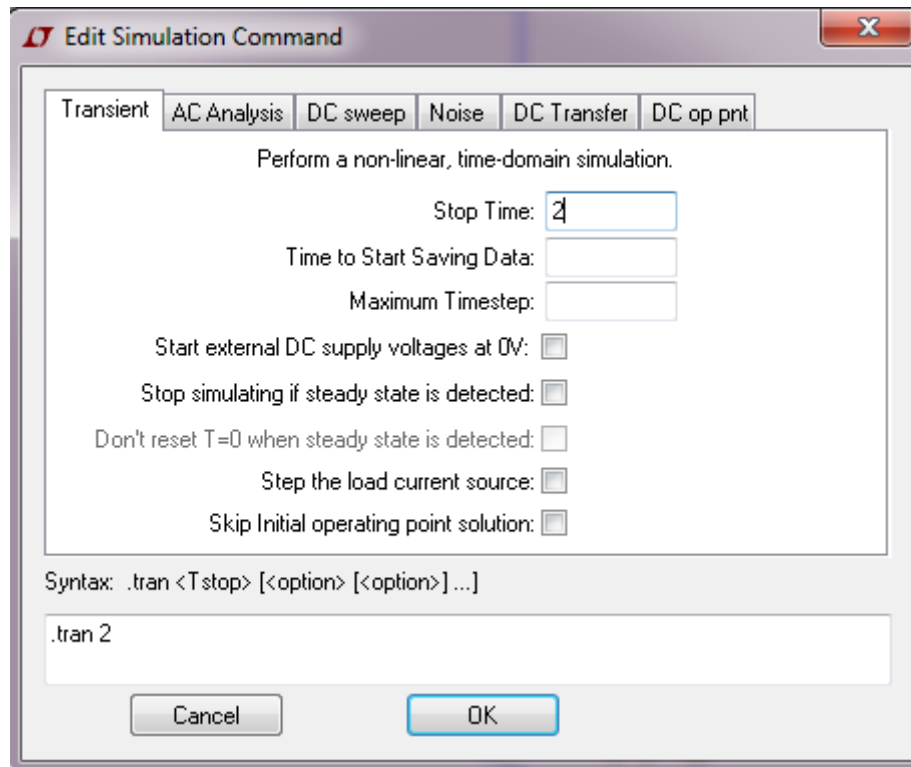 Edit Simulation Command
Transient AC Analysis DC sweep Noise DC Transfer DC op pnt
Perform a non-linear, time-domain simulation.
Stop Time: 2
Time to Start Saving Data:
Maximum Timestep:
Start external DC supply voltages at 0V:
Stop simulating if steady state is detected:
Don't reset T=0 when steady state is detected:
Step the load current source:
Skip Initial operating point solution:
Syntax: .tran <Tstop> [<option> [<option>] ...]
.tran 2
Cancel OK